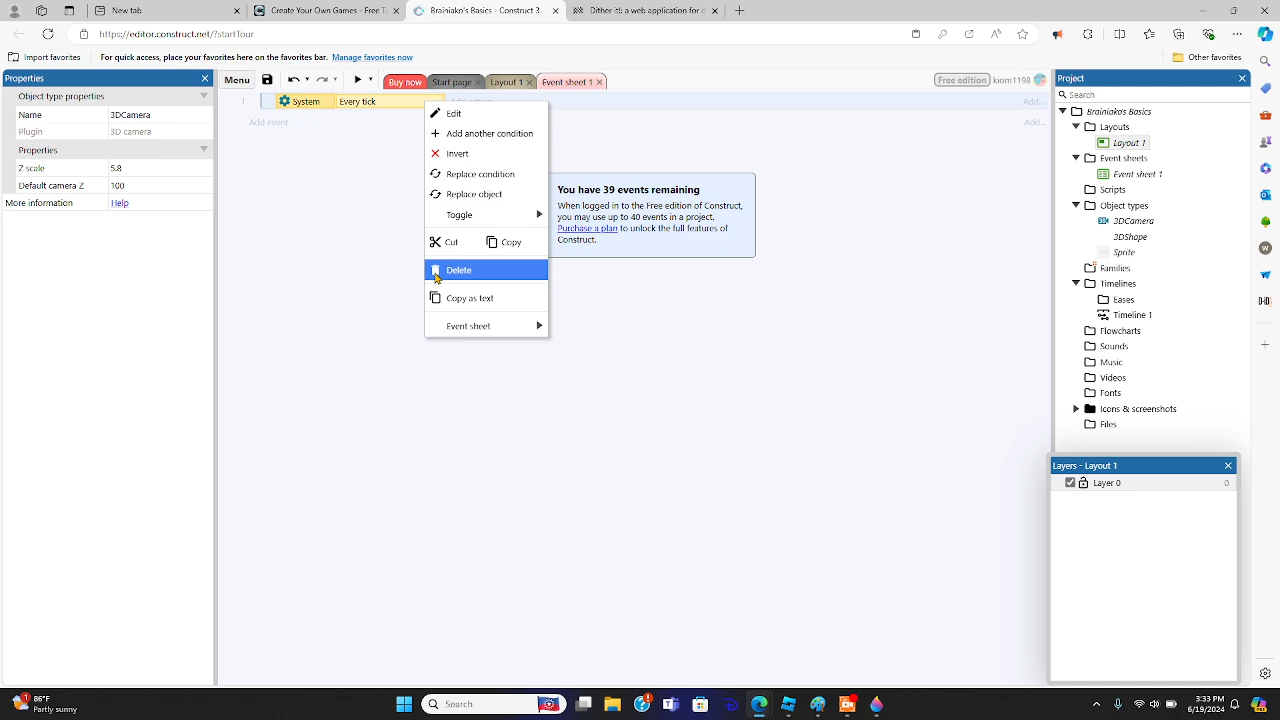 New tab
Create Your Own Games - Free T
Brainiako's Basics - Construct 3
Dither it!: a web application for c
https://editor.construct.net/?startTour
Import favorites
For quick access, place your favorites here on the favorites bar. Manage favorites now
Other favorites
Properties
Object type properties
Name 3DCamera
Plugin 3D camera
Properties
Z scale 5.8
Default camera Z 100
More information Help
Menu
Buy now
Start page
Layout 1
Event sheet 1
Free edition
kiom1198
1 System Every tick Add action Add...
Add event Add...
Edit
Add another condition
Invert
Replace condition
Replace object
Toggle
Cut Copy
Delete
Copy as text
Event sheet
You have 39 events remaining
When logged in to the Free edition of Construct,
you may use up to 40 events in a project.
Purchase a plan to unlock the full features of
Construct.
Project
Search
Brainiakos Basics
Layouts
Layout 1
Event sheets
Event sheet 1
Scripts
Object types
3DCamera
3DShape
Sprite
Families
Timelines
Eases
Timeline 1
Flowcharts
Sounds
Music
Videos
Fonts
Icons & screenshots
Files
Layers - Layout 1
Layer 0 0
86°F
Partly sunny
Search
3:33 PM
6/19/2024